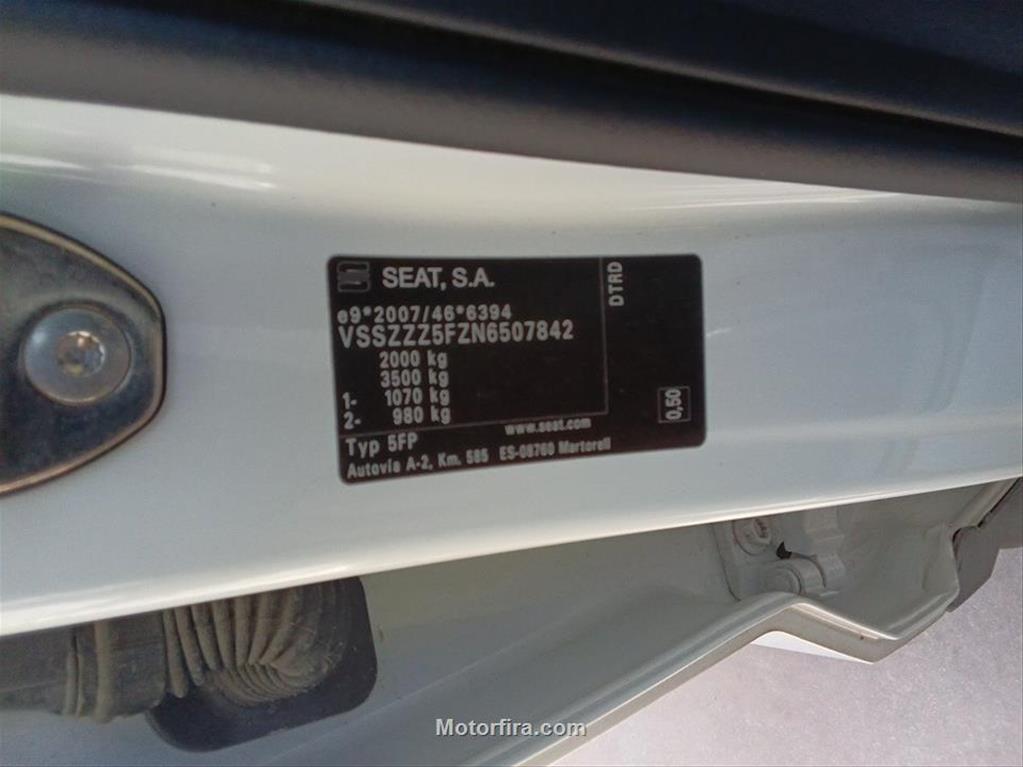 SEAT, S.A.
DTRD
e9*2007/46*6394
VSSZZZ5FZN6507842
2000 kg
3500 kg
1- 1070 kg
2- 980 kg
0,50
www.seat.com
Typ 5FP
Autovía A-2, Km. 585 ES-08760 Martorell
Motorfira.com